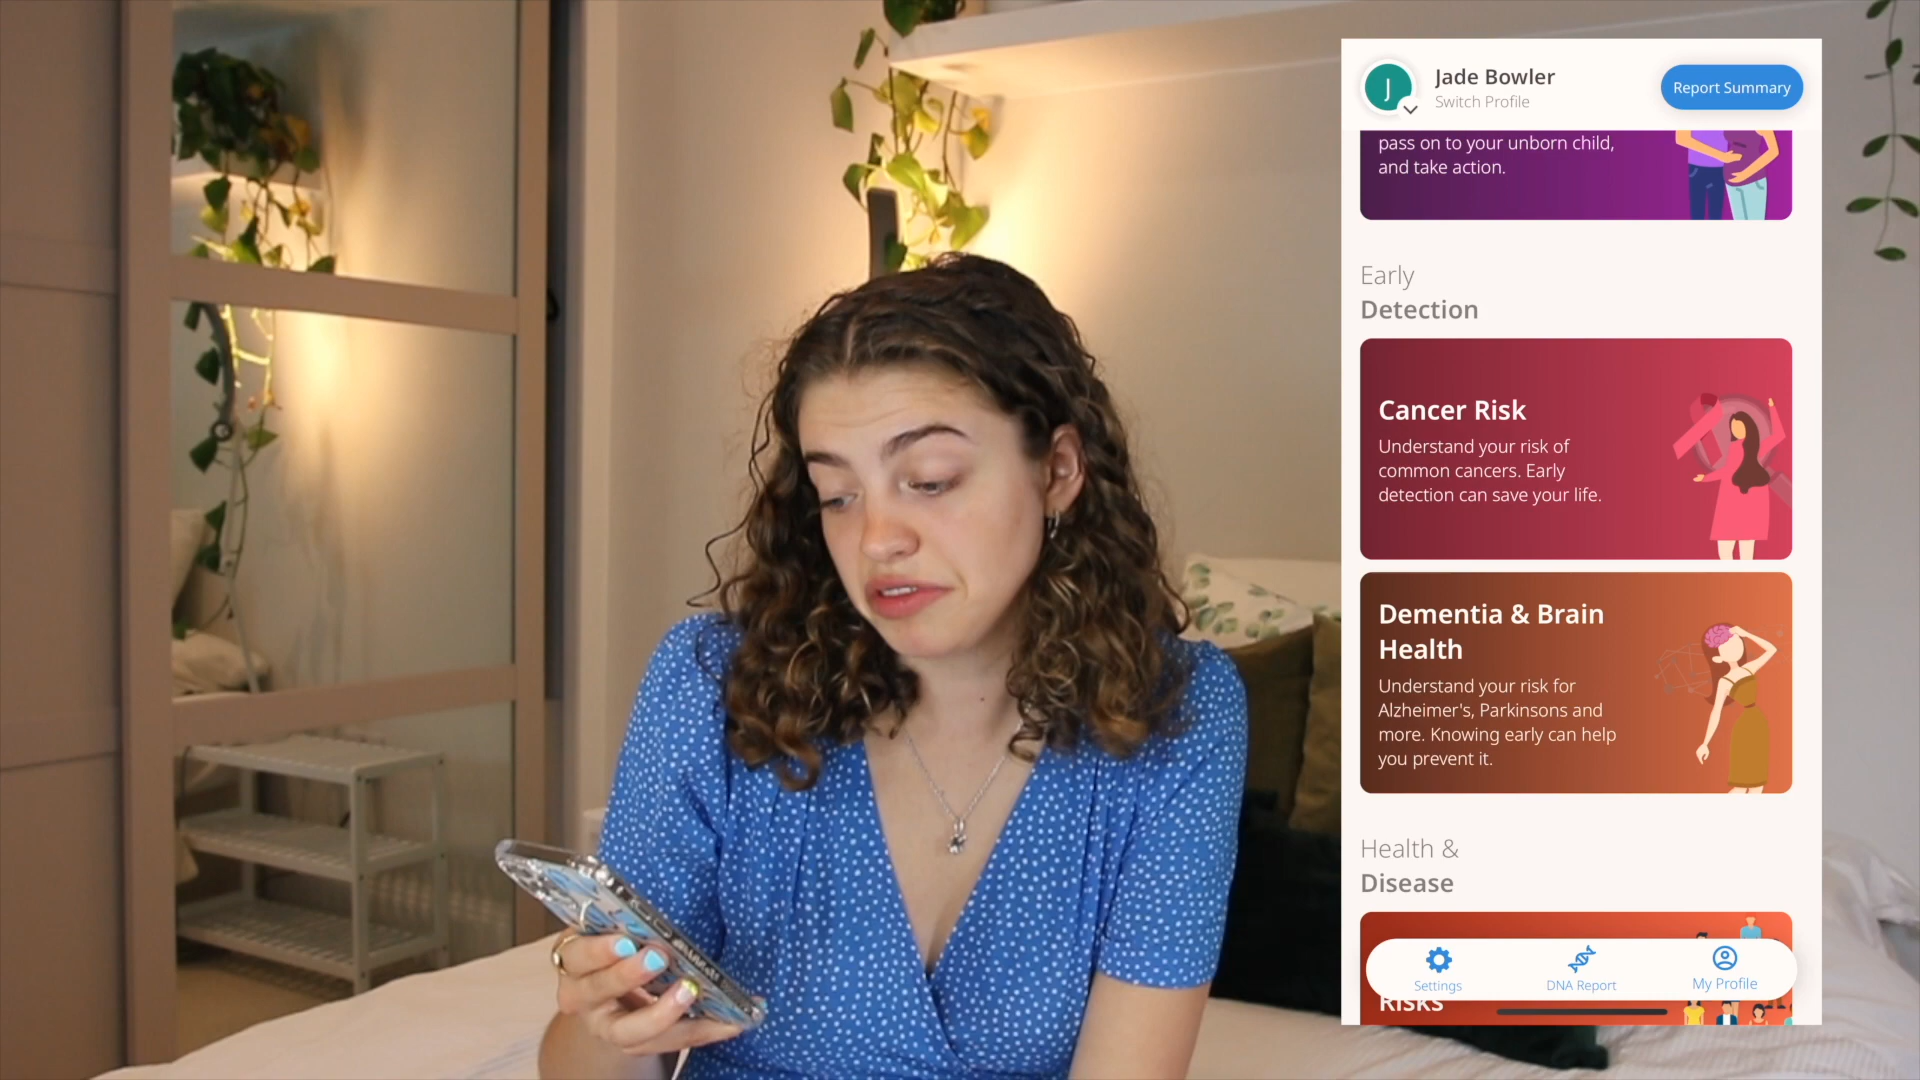 J
Jade Bowler
Switch Profile
Report Summary
pass on to your unborn child,
and take action.
Early
Detection
Cancer Risk
Understand your risk of
common cancers. Early
detection can save your life.
Dementia & Brain
Health
Understand your risk for
Alzheimer's, Parkinsons and
more. Knowing early can help
you prevent it.
Health &
Disease
Risks
Settings
DNA Report
My Profile